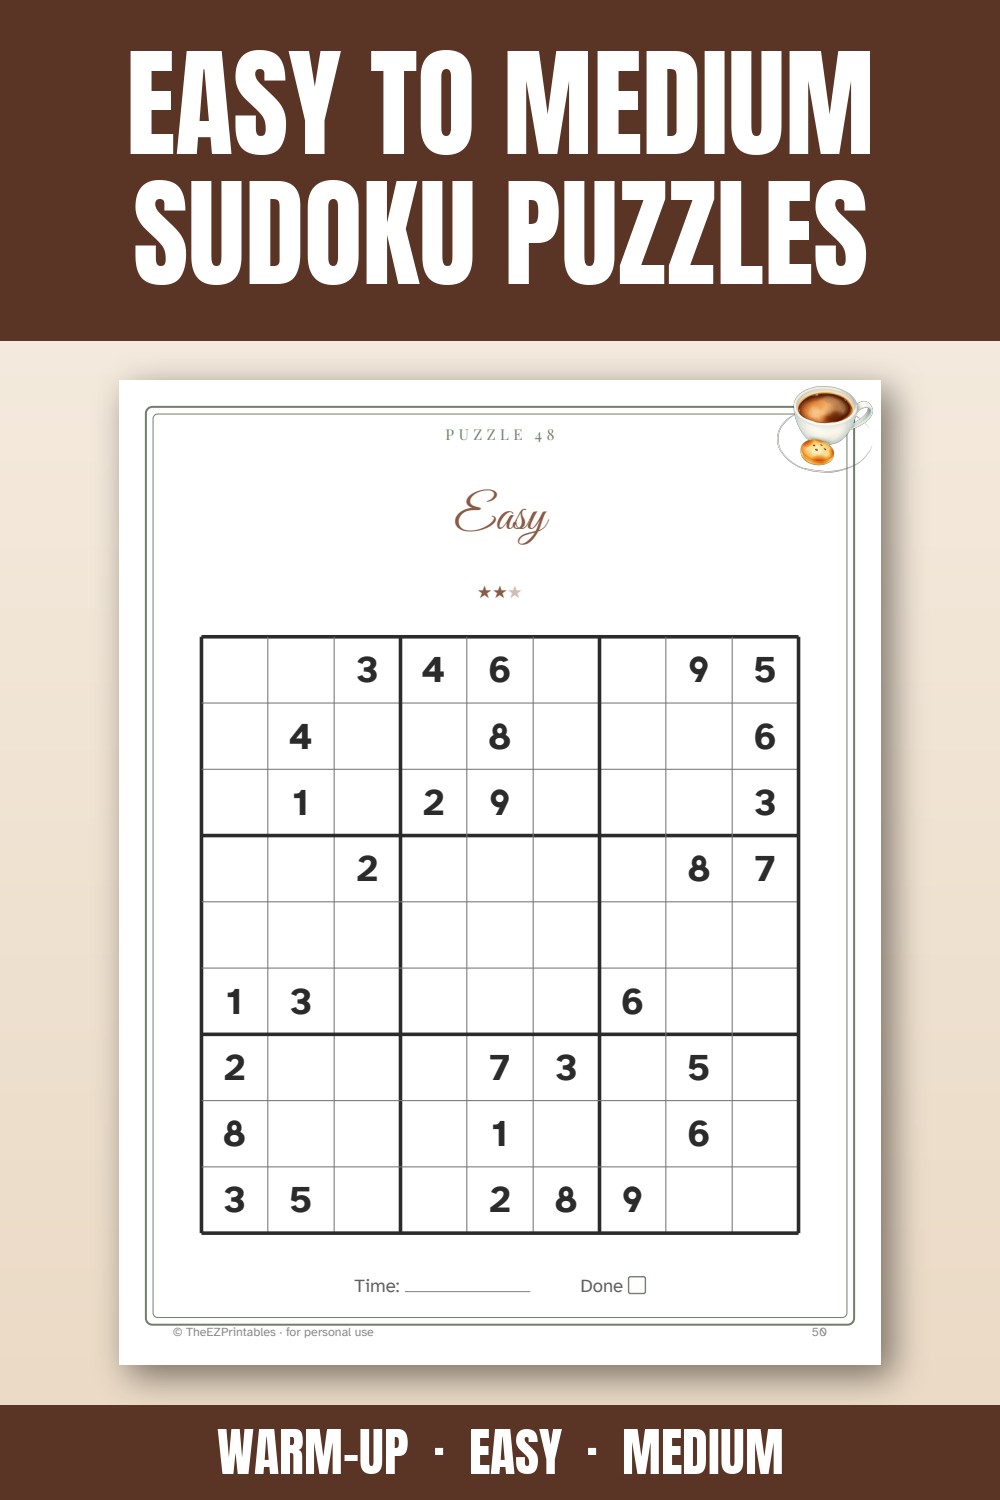 EASY TO MEDIUM
SUDOKU PUZZLES
PUZZLE 48
Easy
3 4 6 9 5
4 8 6
1 2 9 3
2 8 7
1 3 6
2 7 3 5
8 1 6
3 5 2 8 9
Time: Done
© TheEZPrintables · for personal use 50
WARM-UP · EASY · MEDIUM